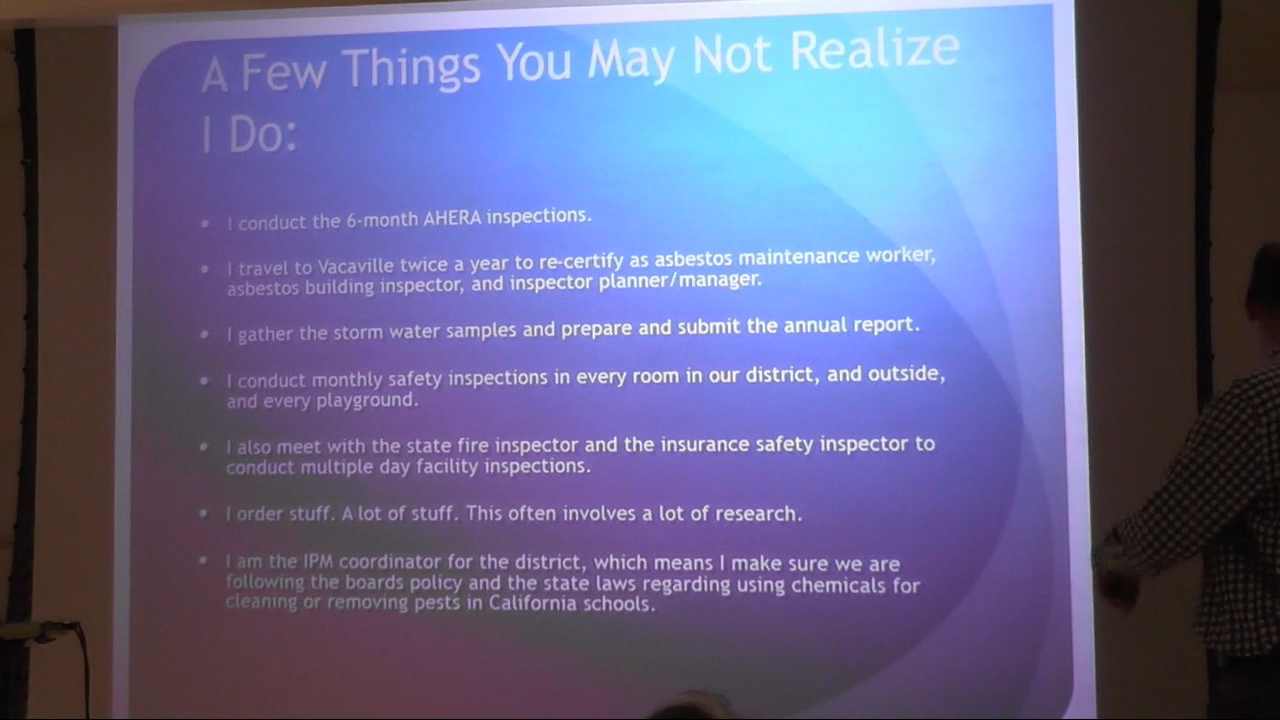 A Few Things You May Not Realize
I Do:
• I conduct the 6-month AHERA inspections.
• I travel to Vacaville twice a year to re-certify as asbestos maintenance worker,
asbestos building inspector, and inspector planner/manager.
• I gather the storm water samples and prepare and submit the annual report.
• I conduct monthly safety inspections in every room in our district, and outside,
and every playground.
• I also meet with the state fire inspector and the insurance safety inspector to
conduct multiple day facility inspections.
• I order stuff. A lot of stuff. This often involves a lot of research.
• I am the IPM coordinator for the district, which means I make sure we are
following the boards policy and the state laws regarding using chemicals for
cleaning or removing pests in California schools.